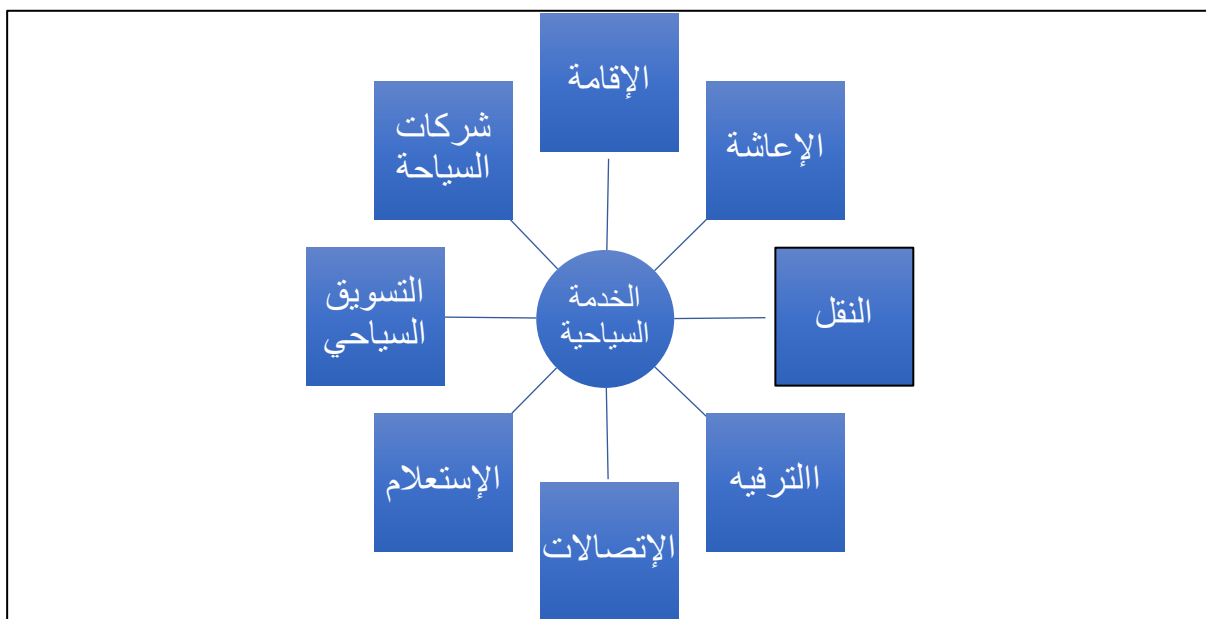 الإقامة
الإعاشة
النقل
االترفيه
الإتصالات
الإستعلام
التسويق
السياحي
شركات
السياحة
الخدمة
السياحية